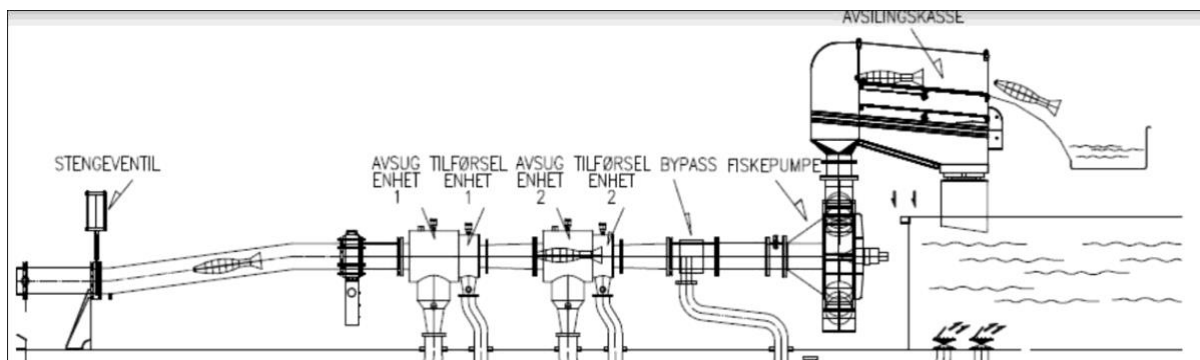 AVSILINGSKASSE
STENGEVENTIL
AVSUG
ENHET
1
TILFØRSEL
ENHET
1
AVSUG
ENHET
2
TILFØRSEL
ENHET
2
BYPASS
FISKEPUMPE